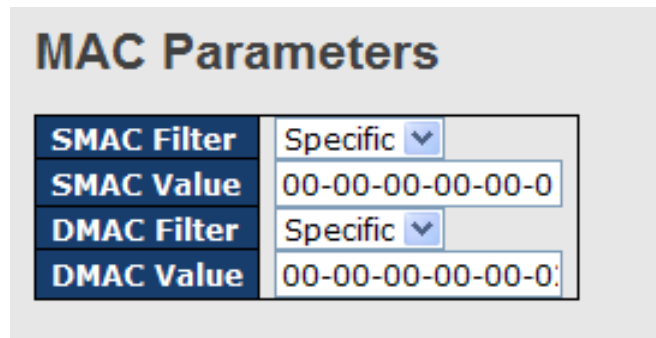 MAC Parameters
SMAC Filter Specific
SMAC Value 00-00-00-00-00-0
DMAC Filter Specific
DMAC Value 00-00-00-00-00-0